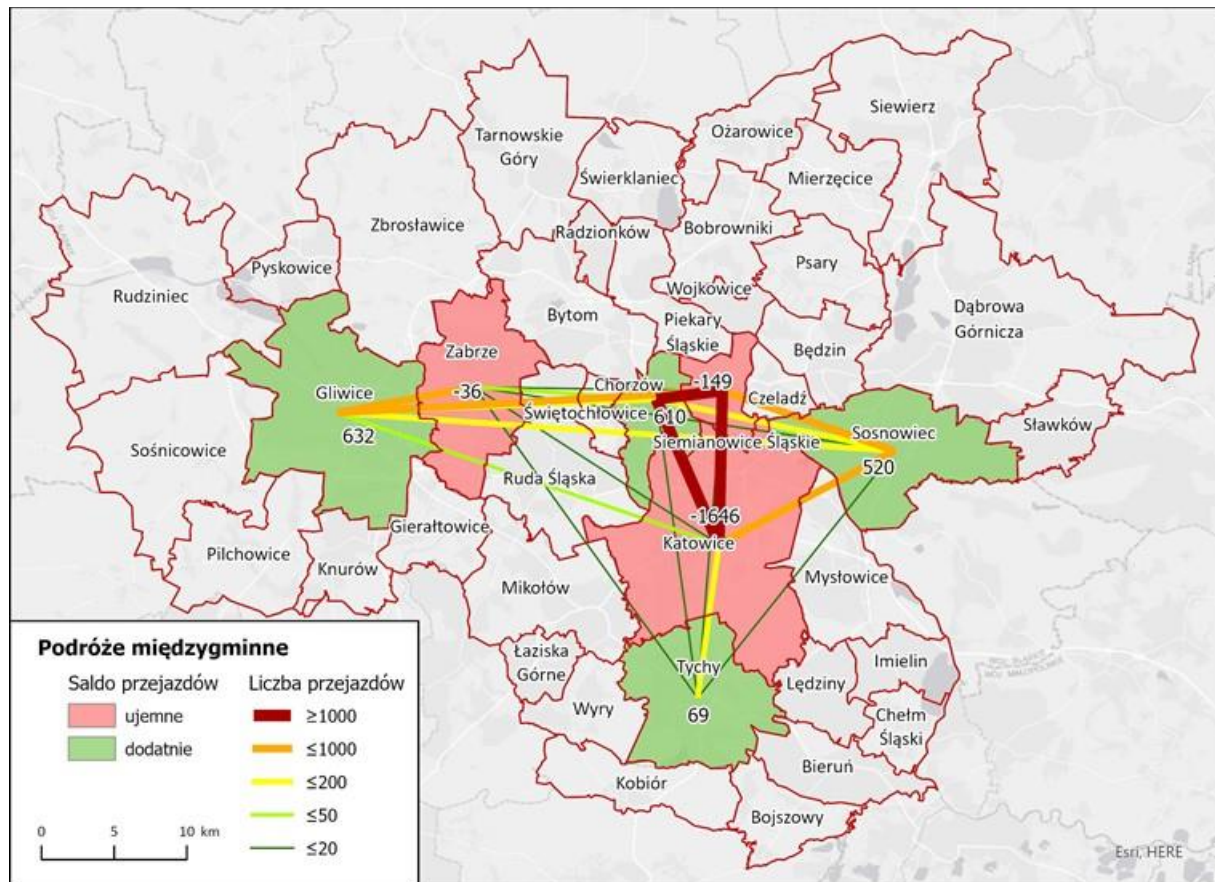 Siewierz
Ożarowice
Tarnowskie
Góry
Świerklaniec
Mierzęcice
Zbrosławice
Radzionków
Bobrowniki
Psary
Pyskowice
Rudziniec
Wojkowice
Dąbrowa
Górnicza
Bytom
Piekary
Śląskie
Będzin
Zabrze
Gliwice
-36
Chorzów
-149
Czeladź
Świętochłowice
610
Sławków
632
Siemianowice Śląskie
Sosnowiec
520
Sośnicowice
Ruda Śląska
-1646
Gierałtowice
Katowice
Pilchowice
Knurów
Mikołów
Mysłowice
Podróże międzygminne
Saldo przejazdów
ujemne
dodatnie
Liczba przejazdów
≥1000
≤1000
≤200
≤50
≤20
0 5 10 km
Łaziska
Górne
Tychy
69
Lędziny
Imielin
Wyry
Chełm
Śląski
Bieruń
Kobiór
Bojszowy
Esri, HERE